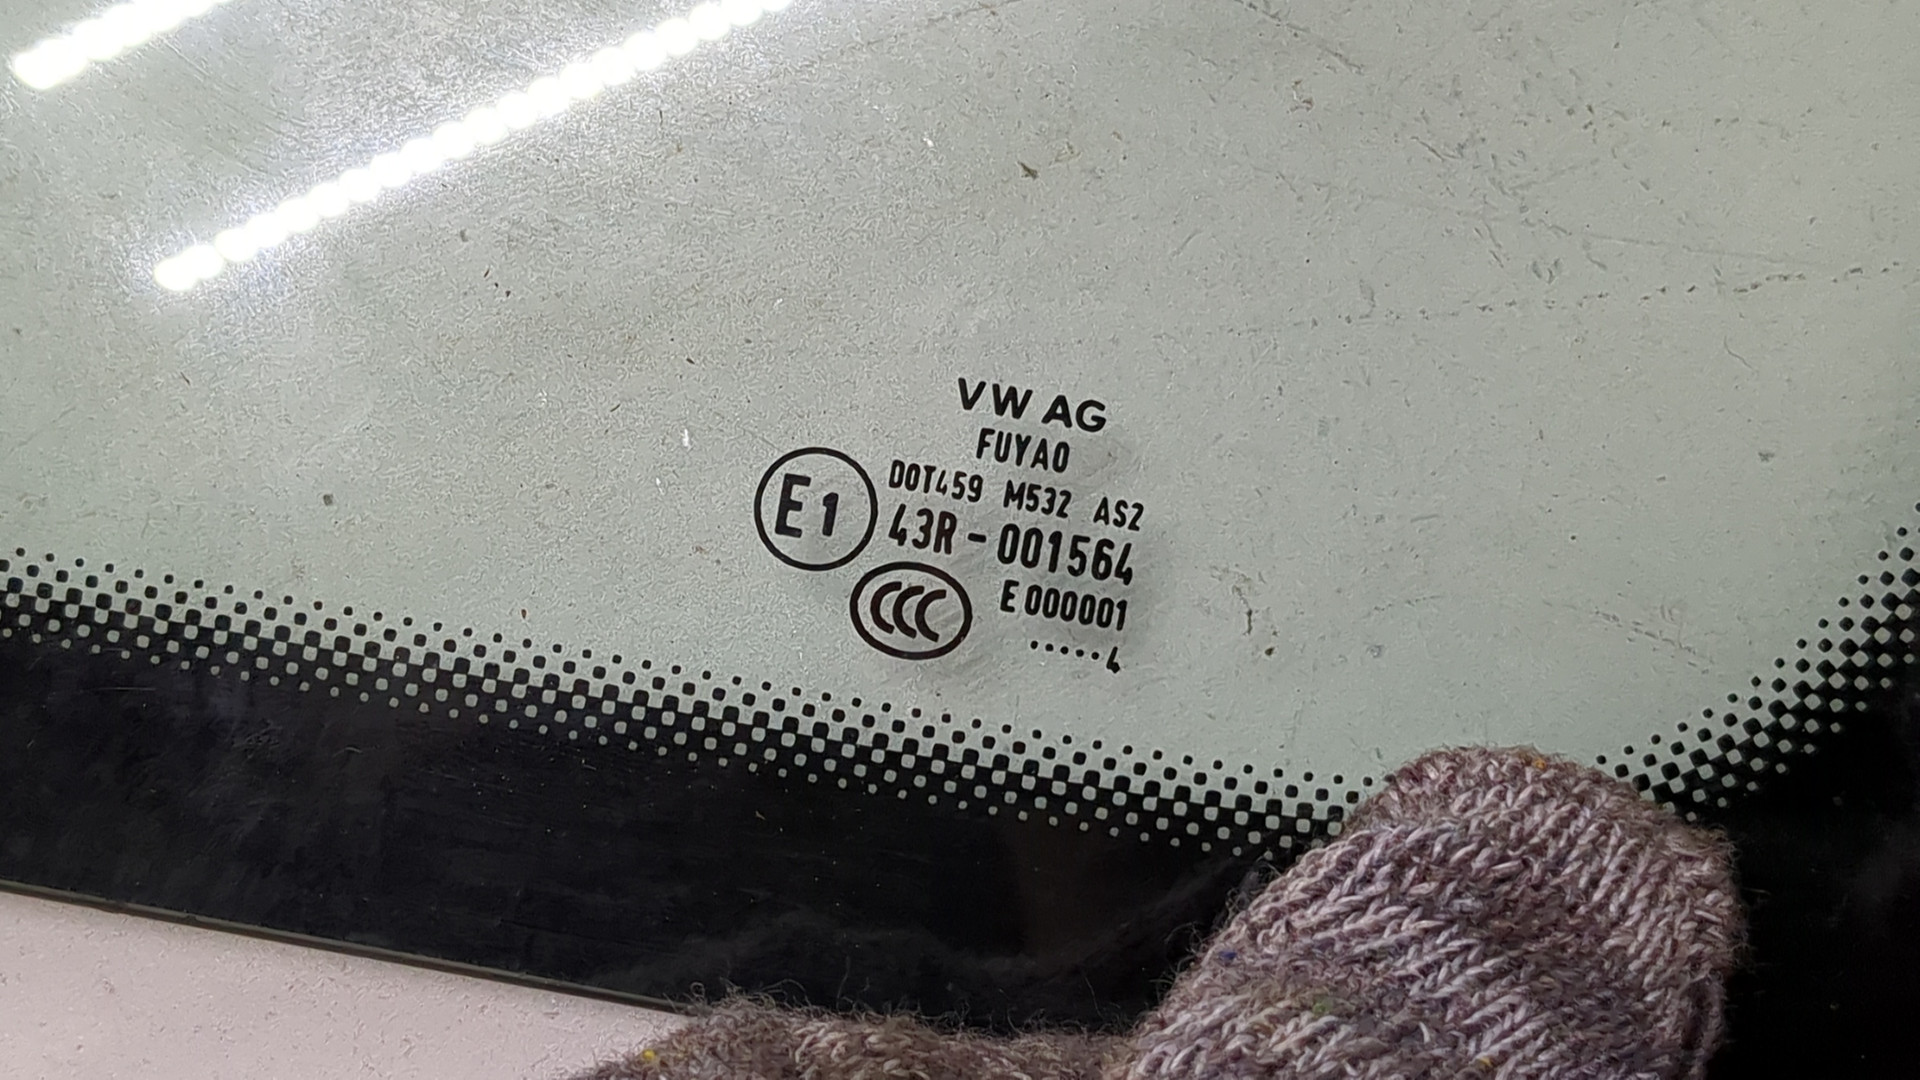 VW AG
FUYAO
E1
DOT459 M532 AS2
43R-001564
CCC
E000001
.....4